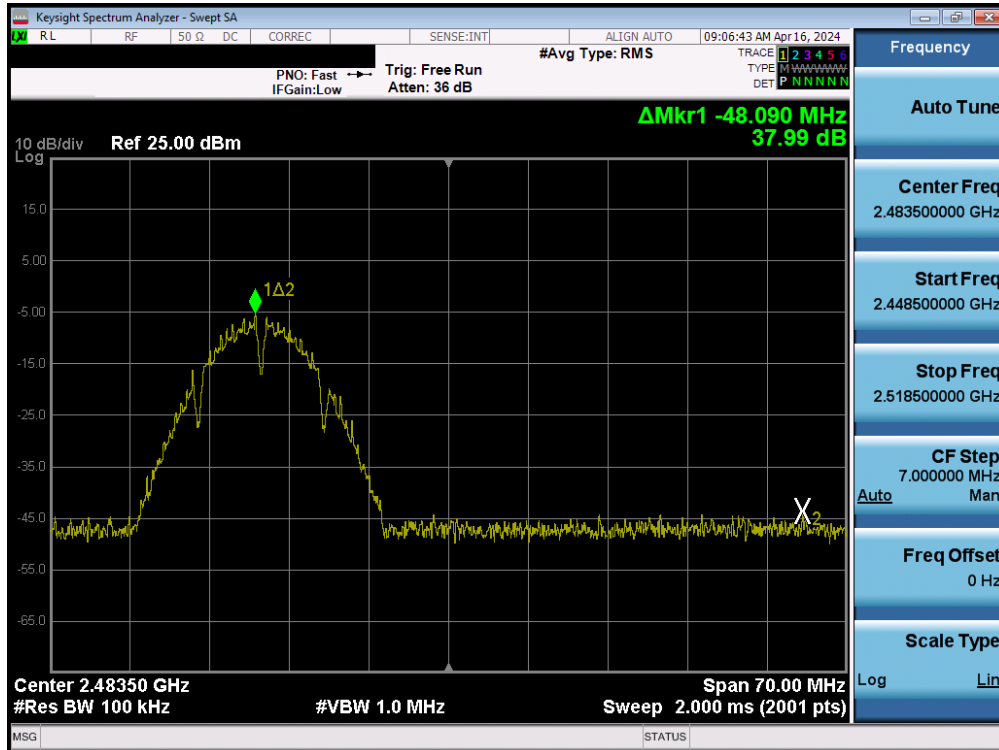 Keysight Spectrum Analyzer - Swept SA
LXI RL RF 50 Ω DC CORREC SENSE:INT ALIGN AUTO 09:06:43 AM Apr 16, 2024
#Avg Type: RMS
TRACE 1 2 3 4 5 6
TYPE M WWWWW
DET P N N N N N
PNO: Fast
IFGain:Low
Trig: Free Run
Atten: 36 dB
ΔMkr1 -48.090 MHz
37.99 dB
10 dB/div Ref 25.00 dBm
Log
15.0
5.00
1Δ2
-5.00
-15.0
-25.0
-35.0
-45.0
X2
-55.0
-65.0
Center 2.48350 GHz Span 70.00 MHz
#Res BW 100 kHz #VBW 1.0 MHz Sweep 2.000 ms (2001 pts)
MSG STATUS
Frequency
Auto Tune
Center Freq
2.483500000 GHz
Start Freq
2.448500000 GHz
Stop Freq
2.518500000 GHz
CF Step
7.000000 MHz
Auto Man
Freq Offset
0 Hz
Scale Type
Log Lin